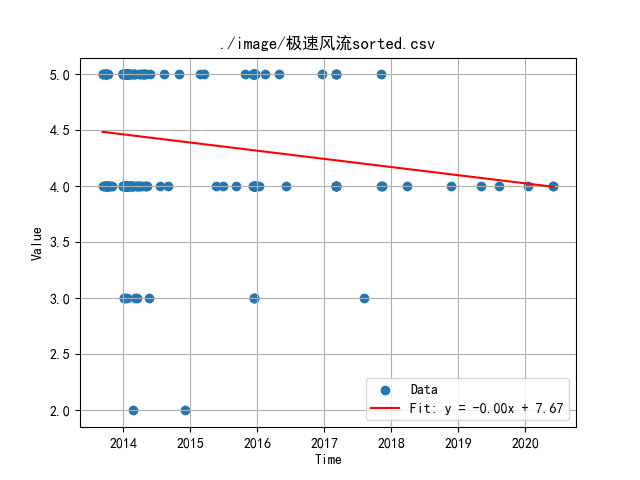 ./image/极速风流sorted.csv
5.0
4.5
4.0
3.5
3.0
2.5
2.0
Value
Data
Fit: y = -0.00x + 7.67
2014 2015 2016 2017 2018 2019 2020
Time